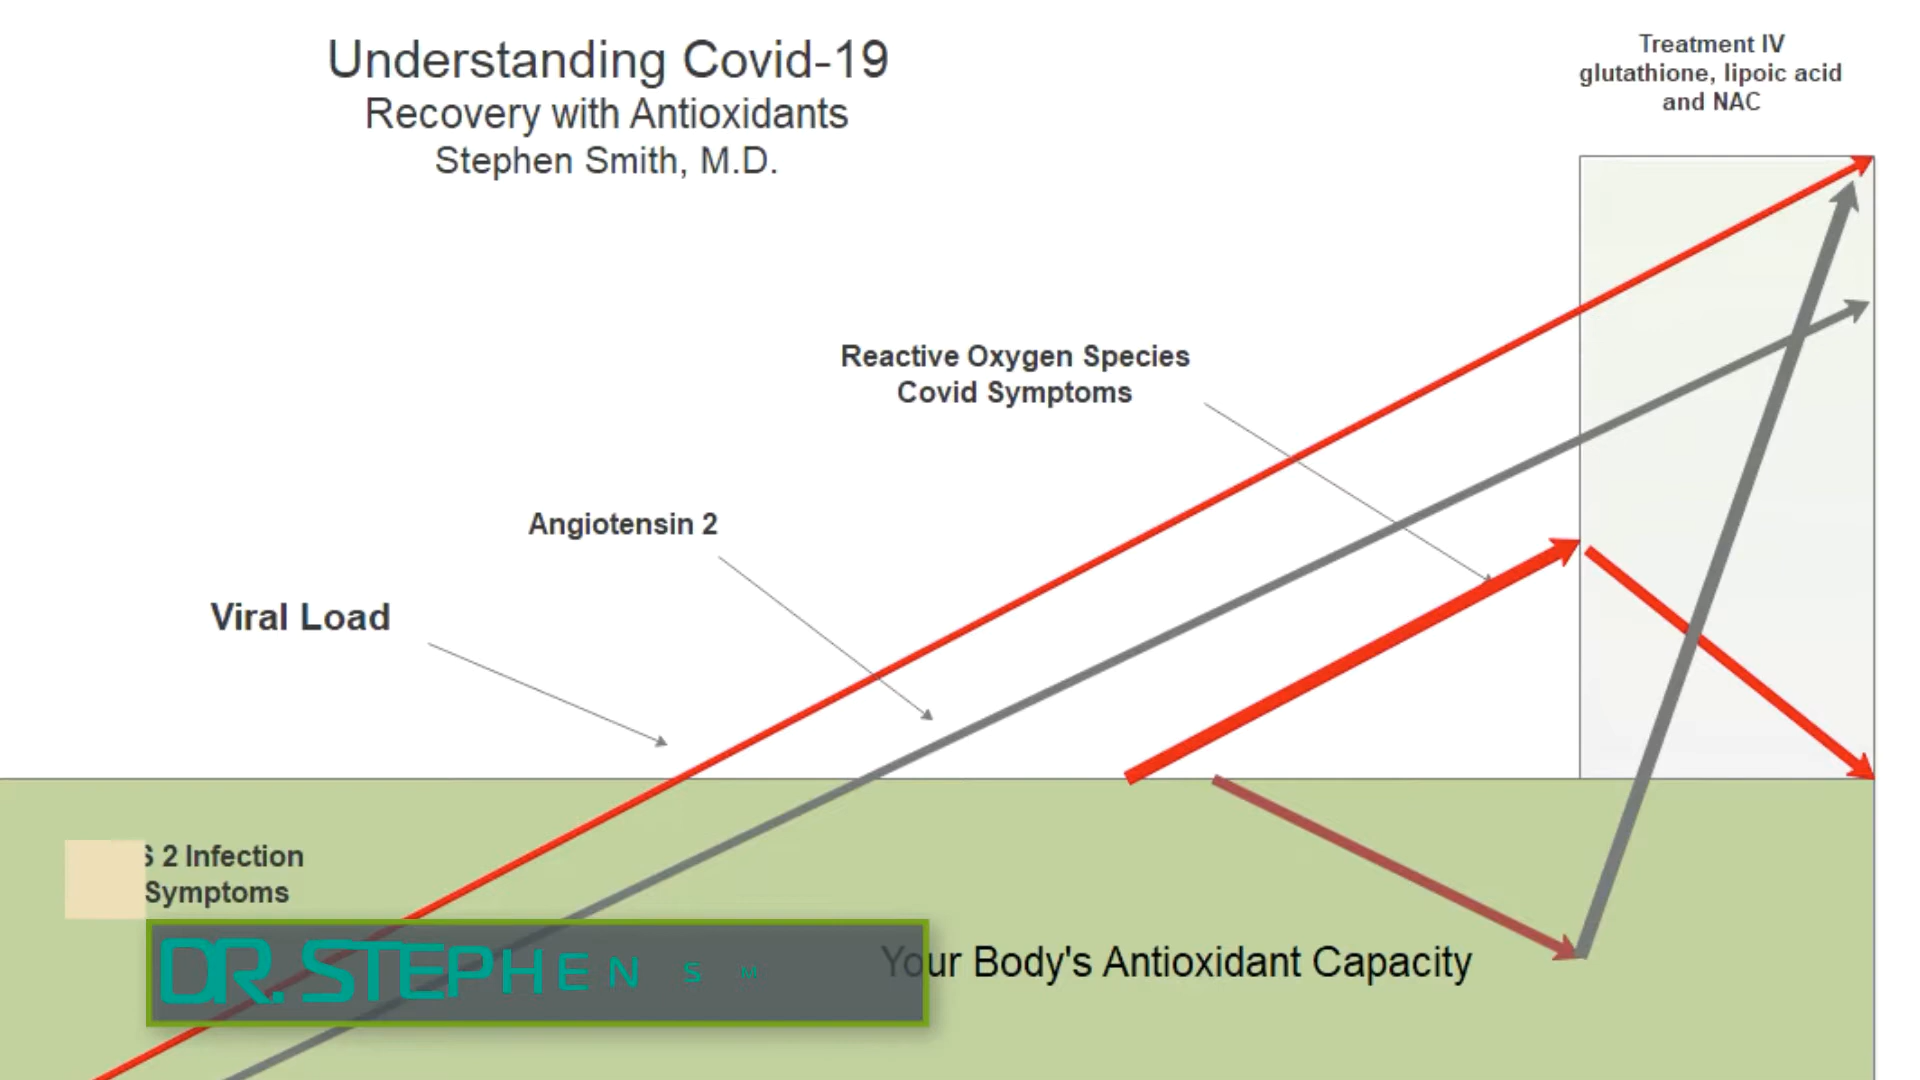 Understanding Covid-19
Recovery with Antioxidants
Stephen Smith, M.D.
Treatment IV
glutathione, lipoic acid
and NAC
Reactive Oxygen Species
Covid Symptoms
Angiotensin 2
Viral Load
2 Infection
Symptoms
DR. STEPHEN S M
Your Body's Antioxidant Capacity